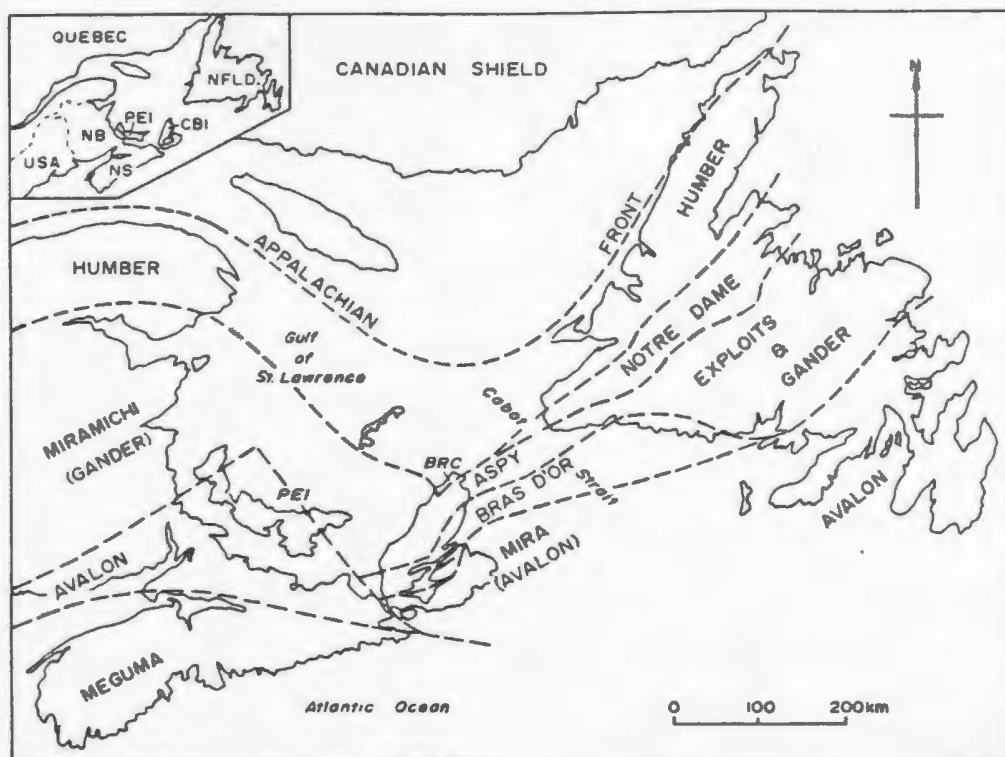 QUEBEC
NFLD.
PEI
CBI
NB
USA
NS
CANADIAN SHIELD
N
HUMBER
FRONT
APPALACHIAN
HUMBER
Gulf
of
St. Lawrence
NOTRE DAME
EXPLOITS
&
GANDER
Cabot
Strait
MIRAMICHI
(GANDER)
BRC
ASPY
PEI
BRAS D'OR
AVALON
MIRA
(AVALON)
AVALON
MEGUMA
Atlantic Ocean
0 100 200km